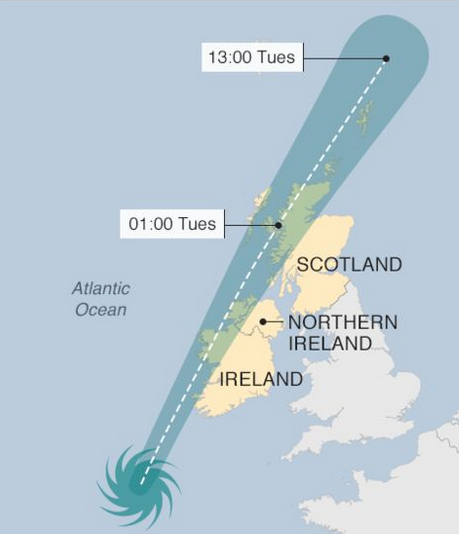 13:00 Tues
01:00 Tues
SCOTLAND
Atlantic
Ocean
NORTHERN
IRELAND
IRELAND